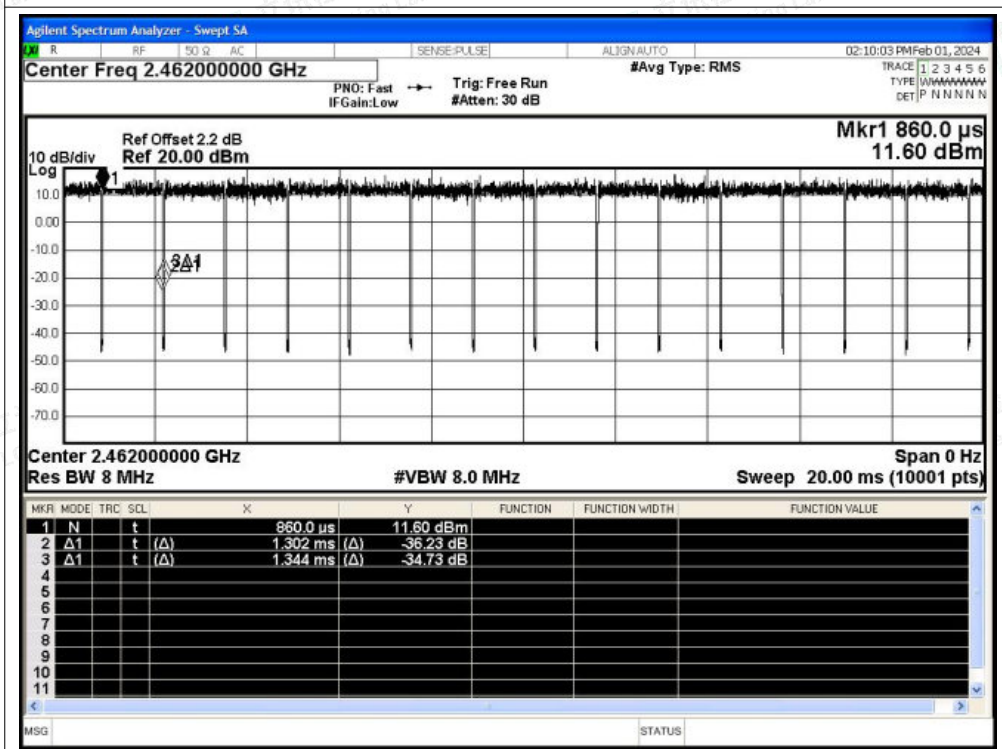 Agilent Spectrum Analyzer - Swept SA
R RF 50 Ω AC SENSE:PULSE ALIGN AUTO 02:10:03 PM Feb 01, 2024
Center Freq 2.462000000 GHz #Avg Type: RMS TRACE 1 2 3 4 5 6
PNO: Fast Trig: Free Run TYPE
IFGain:Low #Atten: 30 dB DET P N N N N N
Mkr1 860.0 µs
Ref Offset 2.2 dB
10 dB/div Ref 20.00 dBm 11.60 dBm
Log
1
10.0
0.00
-10.0
2Δ1
-20.0
-30.0
-40.0
-50.0
-60.0
-70.0
Center 2.462000000 GHz Span 0 Hz
Res BW 8 MHz #VBW 8.0 MHz Sweep 20.00 ms (10001 pts)
MKR MODE TRC SCL X Y FUNCTION FUNCTION WIDTH FUNCTION VALUE
1 N t 860.0 µs 11.60 dBm
2 Δ1 t (Δ) 1.302 ms (Δ) -36.23 dB
3 Δ1 t (Δ) 1.344 ms (Δ) -34.73 dB
4
5
6
7
8
9
10
11
MSG STATUS